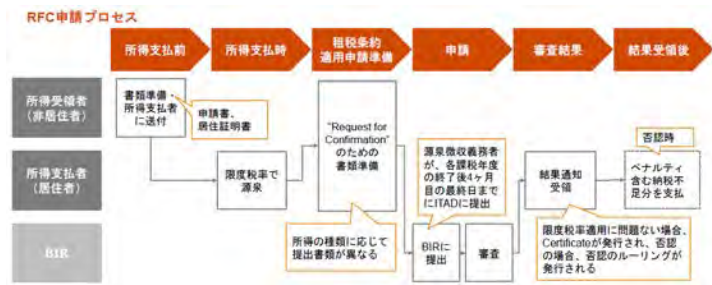 RFC申請プロセス
所得支払前
所得支払時
租税条約
適用申請準備
申請
審査結果
結果受領後
所得受領者
(非居住者)
書類準備・
所得支払者
に送付
申請書、
居住証明書
"Request for
Confirmation"
のための
書類準備
源泉徴収義務者
が、各課税年度
の終了後4ヶ月
目の最終日まで
にITADに提出
否認時
所得支払者
(居住者)
限度税率で
源泉
結果通知
受領
ペナルティ
含む納税不
足分を支払
所得の種類に応じて
提出書類が異なる
限度税率適用に問題ない場合、
Certificateが発行され、否認
の場合、否認のルーリングが
発行される
BIR
BIRに
提出
審査